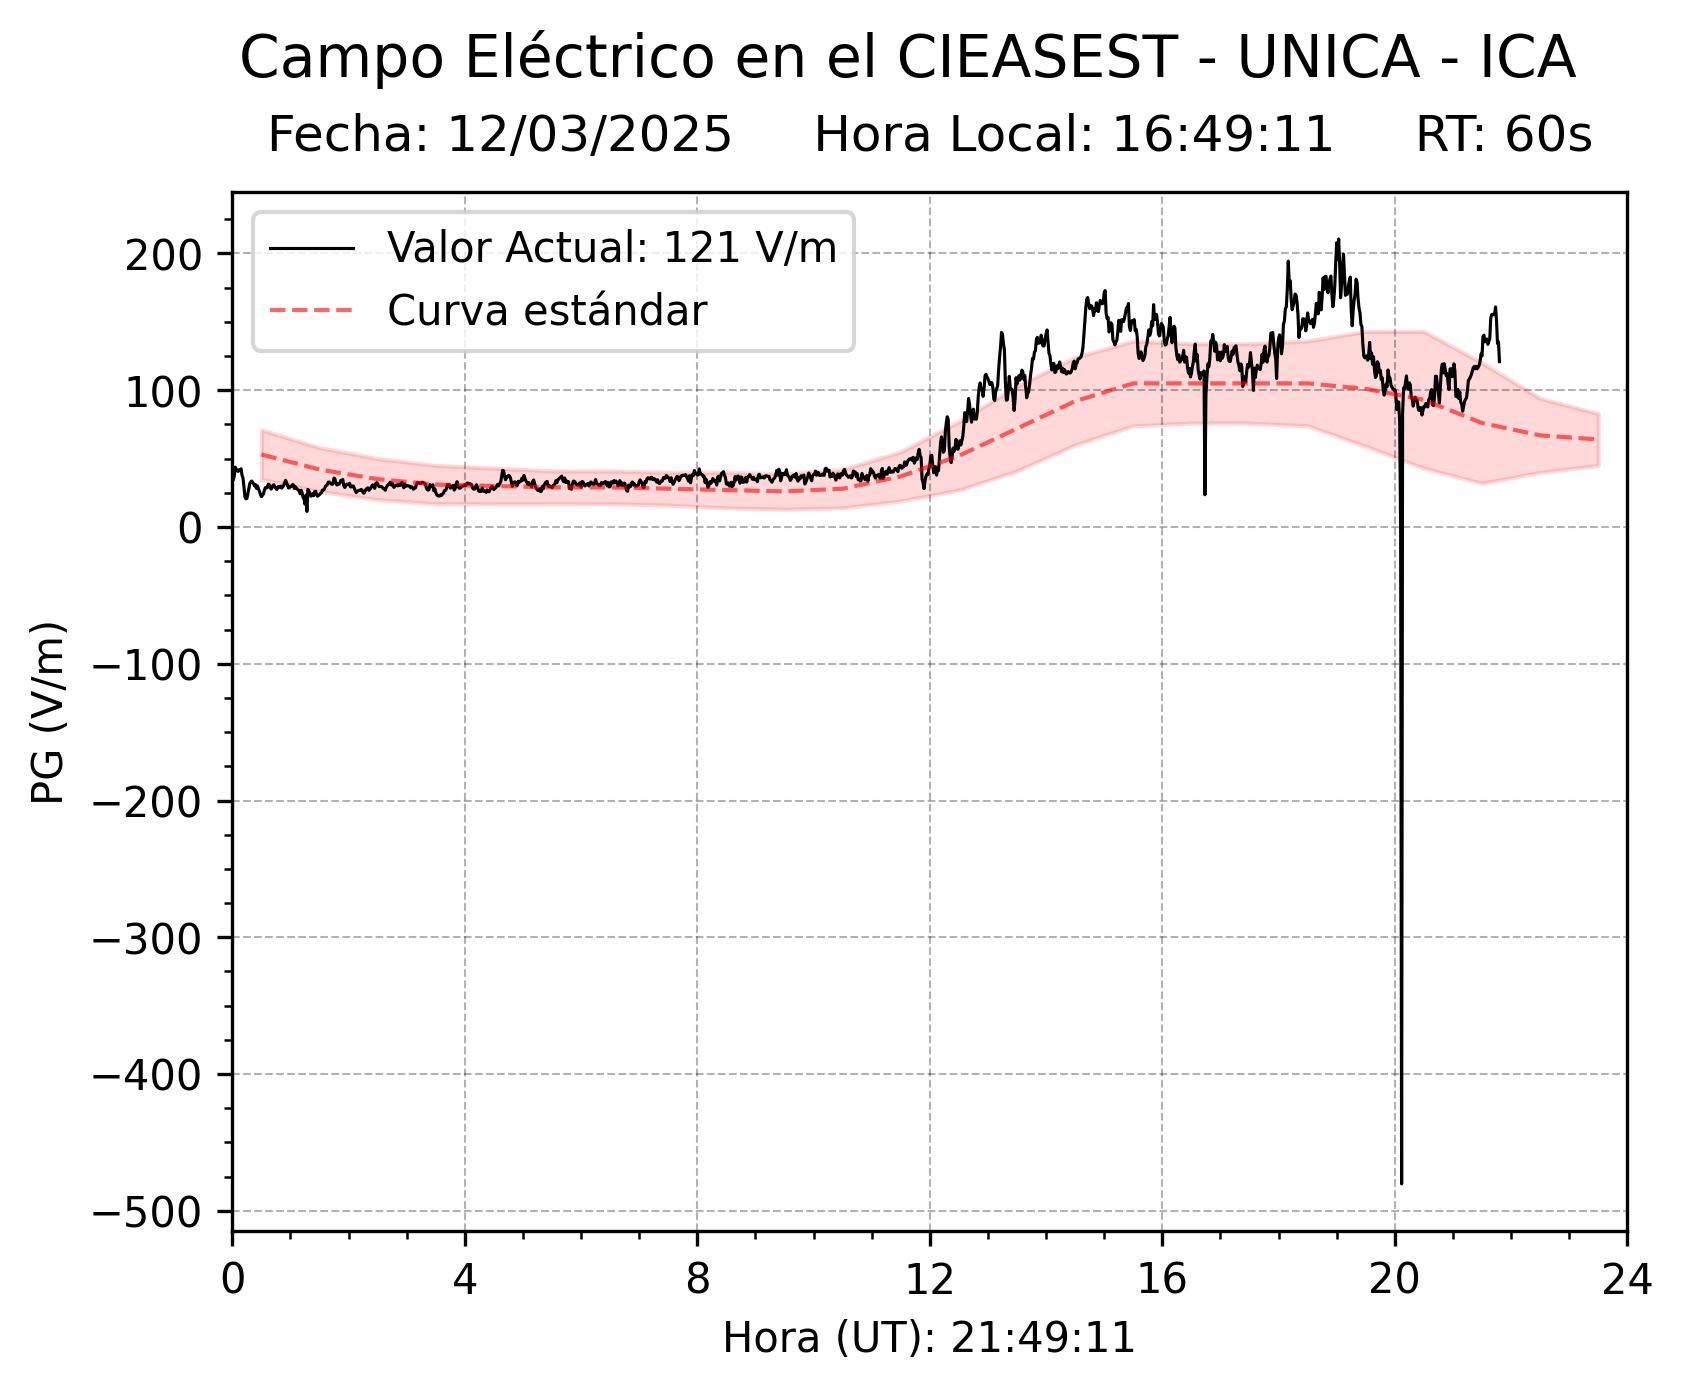 Campo Eléctrico en el CIEASEST - UNICA - ICA
Fecha: 12/03/2025 Hora Local: 16:49:11 RT: 60s
Valor Actual: 121 V/m
Curva estándar
200
100
0
−100
−200
−300
−400
−500
PG (V/m)
0 4 8 12 16 20 24
Hora (UT): 21:49:11